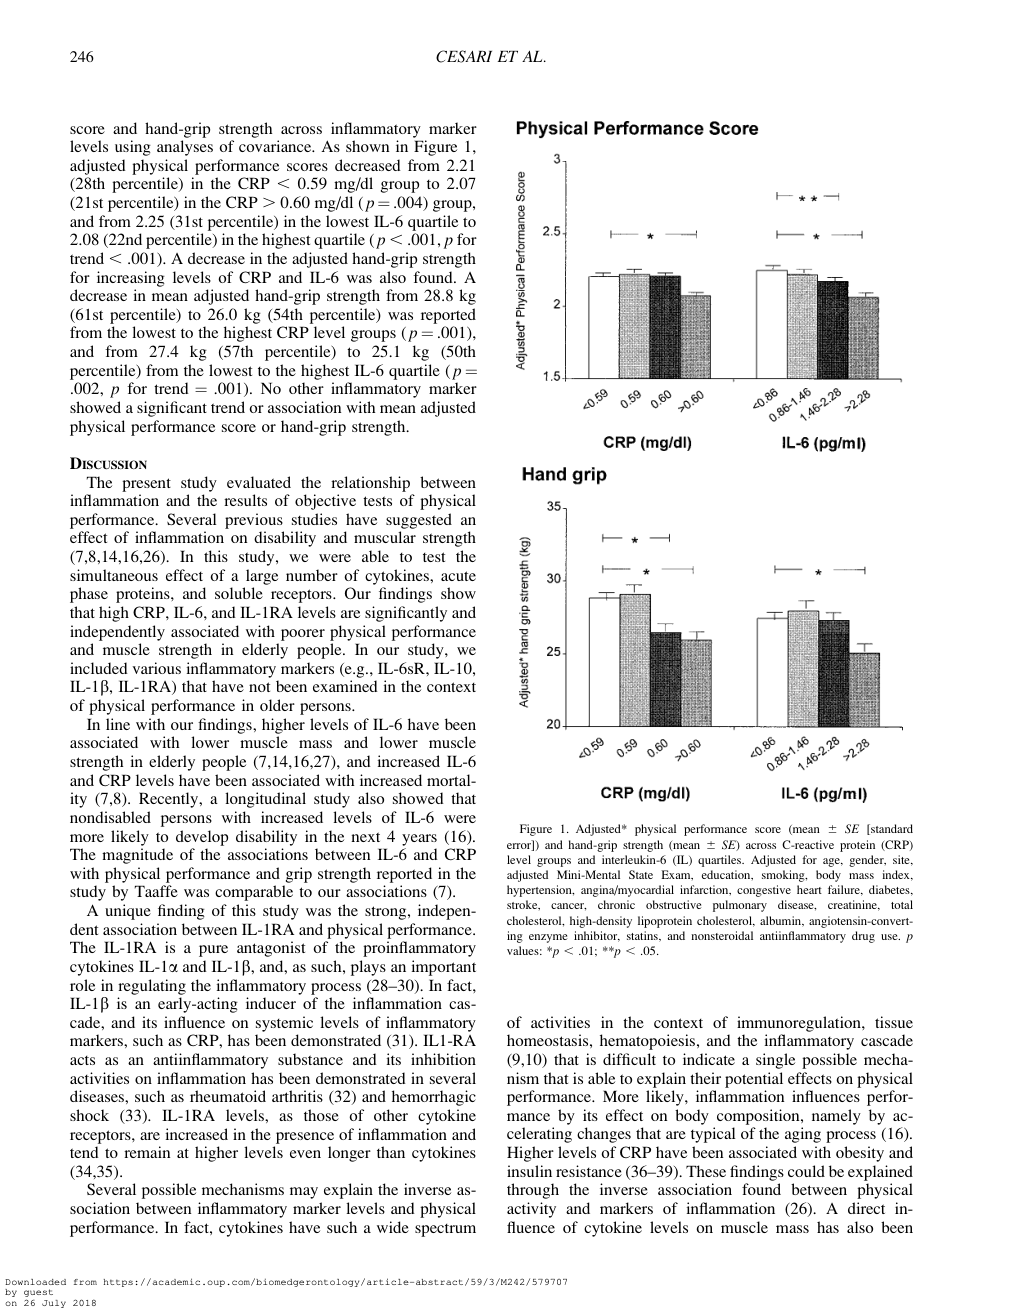 246
CESARI ET AL.
score and hand-grip strength across inflammatory marker
levels using analyses of covariance. As shown in Figure 1,
adjusted physical performance scores decreased from 2.21
(28th percentile) in the CRP < 0.59 mg/dl group to 2.07
(21st percentile) in the CRP > 0.60 mg/dl (p = .004) group,
and from 2.25 (31st percentile) in the lowest IL-6 quartile to
2.08 (22nd percentile) in the highest quartile (p < .001, p for
trend < .001). A decrease in the adjusted hand-grip strength
for increasing levels of CRP and IL-6 was also found. A
decrease in mean adjusted hand-grip strength from 28.8 kg
(61st percentile) to 26.0 kg (54th percentile) was reported
from the lowest to the highest CRP level groups (p = .001),
and from 27.4 kg (57th percentile) to 25.1 kg (50th
percentile) from the lowest to the highest IL-6 quartile (p =
.002, p for trend = .001). No other inflammatory marker
showed a significant trend or association with mean adjusted
physical performance score or hand-grip strength.
DISCUSSION
The present study evaluated the relationship between
inflammation and the results of objective tests of physical
performance. Several previous studies have suggested an
effect of inflammation on disability and muscular strength
(7,8,14,16,26). In this study, we were able to test the
simultaneous effect of a large number of cytokines, acute
phase proteins, and soluble receptors. Our findings show
that high CRP, IL-6, and IL-1RA levels are significantly and
independently associated with poorer physical performance
and muscle strength in elderly people. In our study, we
included various inflammatory markers (e.g., IL-6sR, IL-10,
IL-1β, IL-1RA) that have not been examined in the context
of physical performance in older persons.
In line with our findings, higher levels of IL-6 have been
associated with lower muscle mass and lower muscle
strength in elderly people (7,14,16,27), and increased IL-6
and CRP levels have been associated with increased mortal-
ity (7,8). Recently, a longitudinal study also showed that
nondisabled persons with increased levels of IL-6 were
more likely to develop disability in the next 4 years (16).
The magnitude of the associations between IL-6 and CRP
with physical performance and grip strength reported in the
study by Taaffe was comparable to our associations (7).
A unique finding of this study was the strong, indepen-
dent association between IL-1RA and physical performance.
The IL-1RA is a pure antagonist of the proinflammatory
cytokines IL-1α and IL-1β, and, as such, plays an important
role in regulating the inflammatory process (28–30). In fact,
IL-1β is an early-acting inducer of the inflammation cas-
cade, and its influence on systemic levels of inflammatory
markers, such as CRP, has been demonstrated (31). IL1-RA
acts as an antiinflammatory substance and its inhibition
activities on inflammation has been demonstrated in several
diseases, such as rheumatoid arthritis (32) and hemorrhagic
shock (33). IL-1RA levels, as those of other cytokine
receptors, are increased in the presence of inflammation and
tend to remain at higher levels even longer than cytokines
(34,35).
Several possible mechanisms may explain the inverse as-
sociation between inflammatory marker levels and physical
performance. In fact, cytokines have such a wide spectrum
Physical Performance Score
Adjusted* Physical Performance Score
3
2.5
2
1.5
*
* *
*
<0.59 0.59 0.60 >0.60
<0.86 0.86-1.46 1.46-2.28 >2.28
CRP (mg/dl)
IL-6 (pg/ml)
Hand grip
Adjusted* hand grip strength (kg)
35
30
25
20
*
*
*
<0.59 0.59 0.60 >0.60
<0.86 0.86-1.46 1.46-2.28 >2.28
CRP (mg/dl)
IL-6 (pg/ml)
Figure 1. Adjusted* physical performance score (mean ± SE [standard
error]) and hand-grip strength (mean ± SE) across C-reactive protein (CRP)
level groups and interleukin-6 (IL) quartiles. Adjusted for age, gender, site,
adjusted Mini-Mental State Exam, education, smoking, body mass index,
hypertension, angina/myocardial infarction, congestive heart failure, diabetes,
stroke, cancer, chronic obstructive pulmonary disease, creatinine, total
cholesterol, high-density lipoprotein cholesterol, albumin, angiotensin-convert-
ing enzyme inhibitor, statins, and nonsteroidal antiinflammatory drug use. p
values: *p < .01; **p < .05.
of activities in the context of immunoregulation, tissue
homeostasis, hematopoiesis, and the inflammatory cascade
(9,10) that is difficult to indicate a single possible mecha-
nism that is able to explain their potential effects on physical
performance. More likely, inflammation influences perfor-
mance by its effect on body composition, namely by ac-
celerating changes that are typical of the aging process (16).
Higher levels of CRP have been associated with obesity and
insulin resistance (36–39). These findings could be explained
through the inverse association found between physical
activity and markers of inflammation (26). A direct in-
fluence of cytokine levels on muscle mass has also been
Downloaded from https://academic.oup.com/biomedgerontology/article-abstract/59/3/M242/579707
by guest
on 26 July 2018